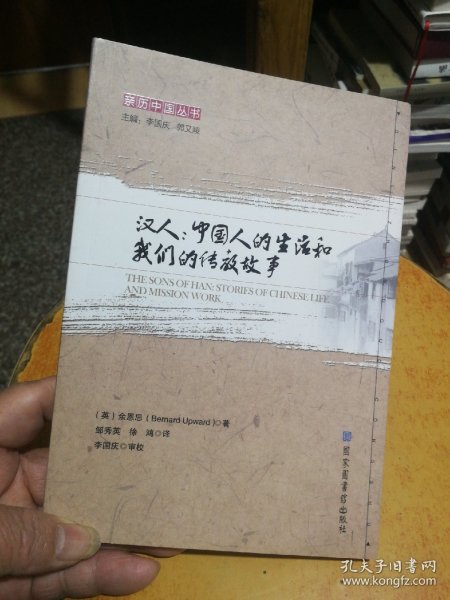 亲历中国丛书
主编：李国庆 郭又陵
汉人：中国人的生活和
我们的传教故事
THE SONS OF HAN: STORIES OF CHINESE LIFE
AND MISSION WORK
（英）余恩思（Bernard Upward）◎著
邹秀英 徐鸿◎译
李国庆◎审校
国家图书馆出版社
孔夫子旧书网
www.kongfz.com